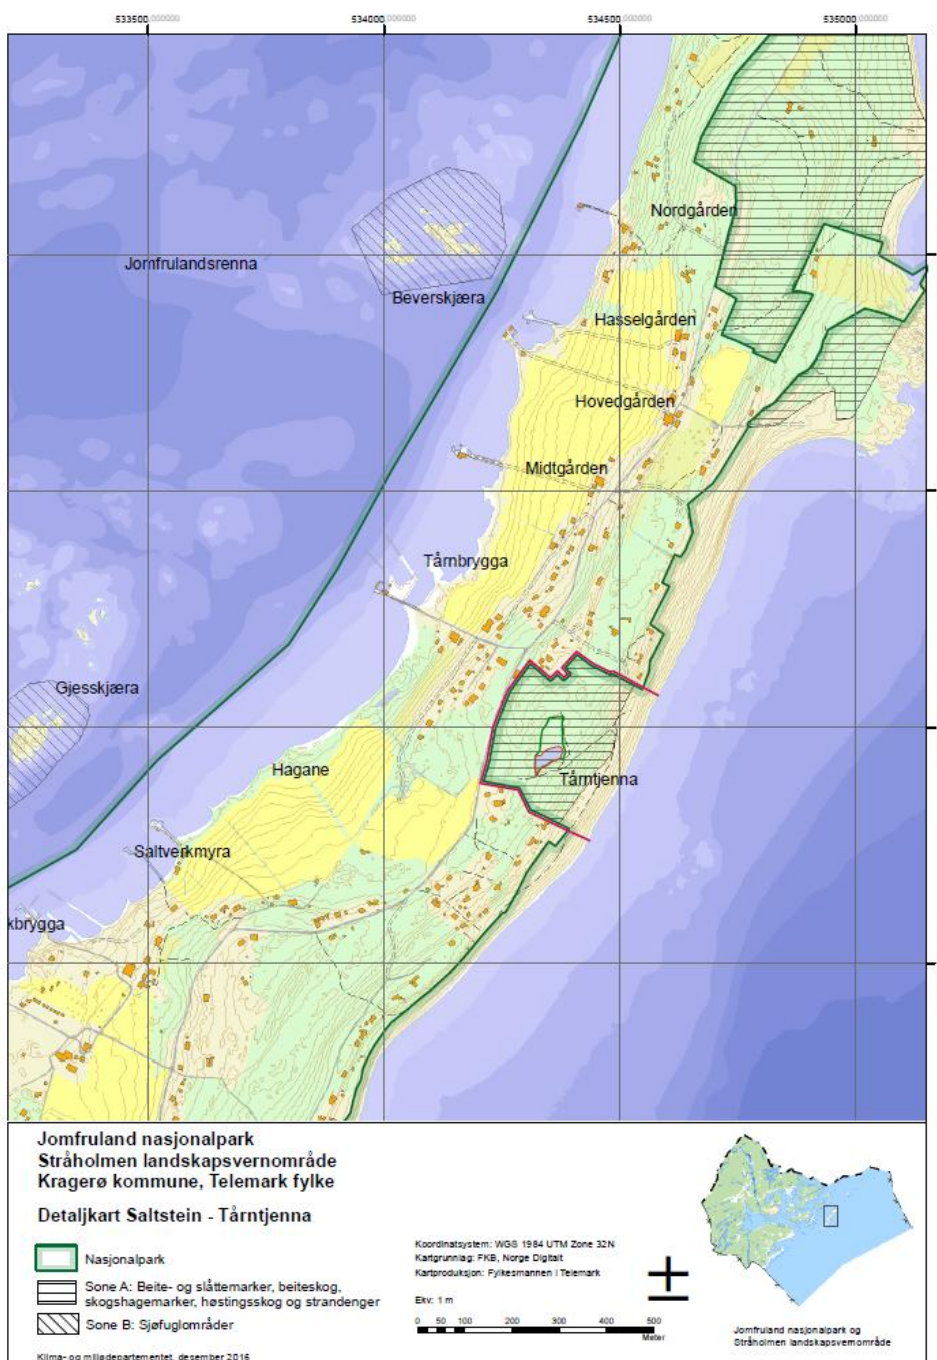 533500,000000 534000,000000 534500,000000 535000,000000
Nordgården
Jomfrulandsrenna
Beverskjæra
Hasselgården
Hovedgården
Midtgården
Tårnbrygga
Gjesskjæra
Hagane
Tårntjenna
Saltverkmyra
kbrygga
Jomfruland nasjonalpark
Stråholmen landskapsvernområde
Kragerø kommune, Telemark fylke
Detaljkart Saltstein - Tårntjenna
Nasjonalpark
Sone A: Beite- og slåttemarker, beiteskog,
skogshagemarker, høstingsskog og strandenger
Sone B: Sjøfuglområder
Klima- og miljødepartementet, desember 2016
Koordinatsystem: WGS 1984 UTM Zone 32N
Kartgrunnlag: FKB, Norge Digitalt
Kartproduksjon: Fylkesmannen i Telemark
Ekv: 1 m
0 50 100 200 300 400 500
Meter
Jomfruland nasjonalpark og
Stråholmen landskapsvernområde